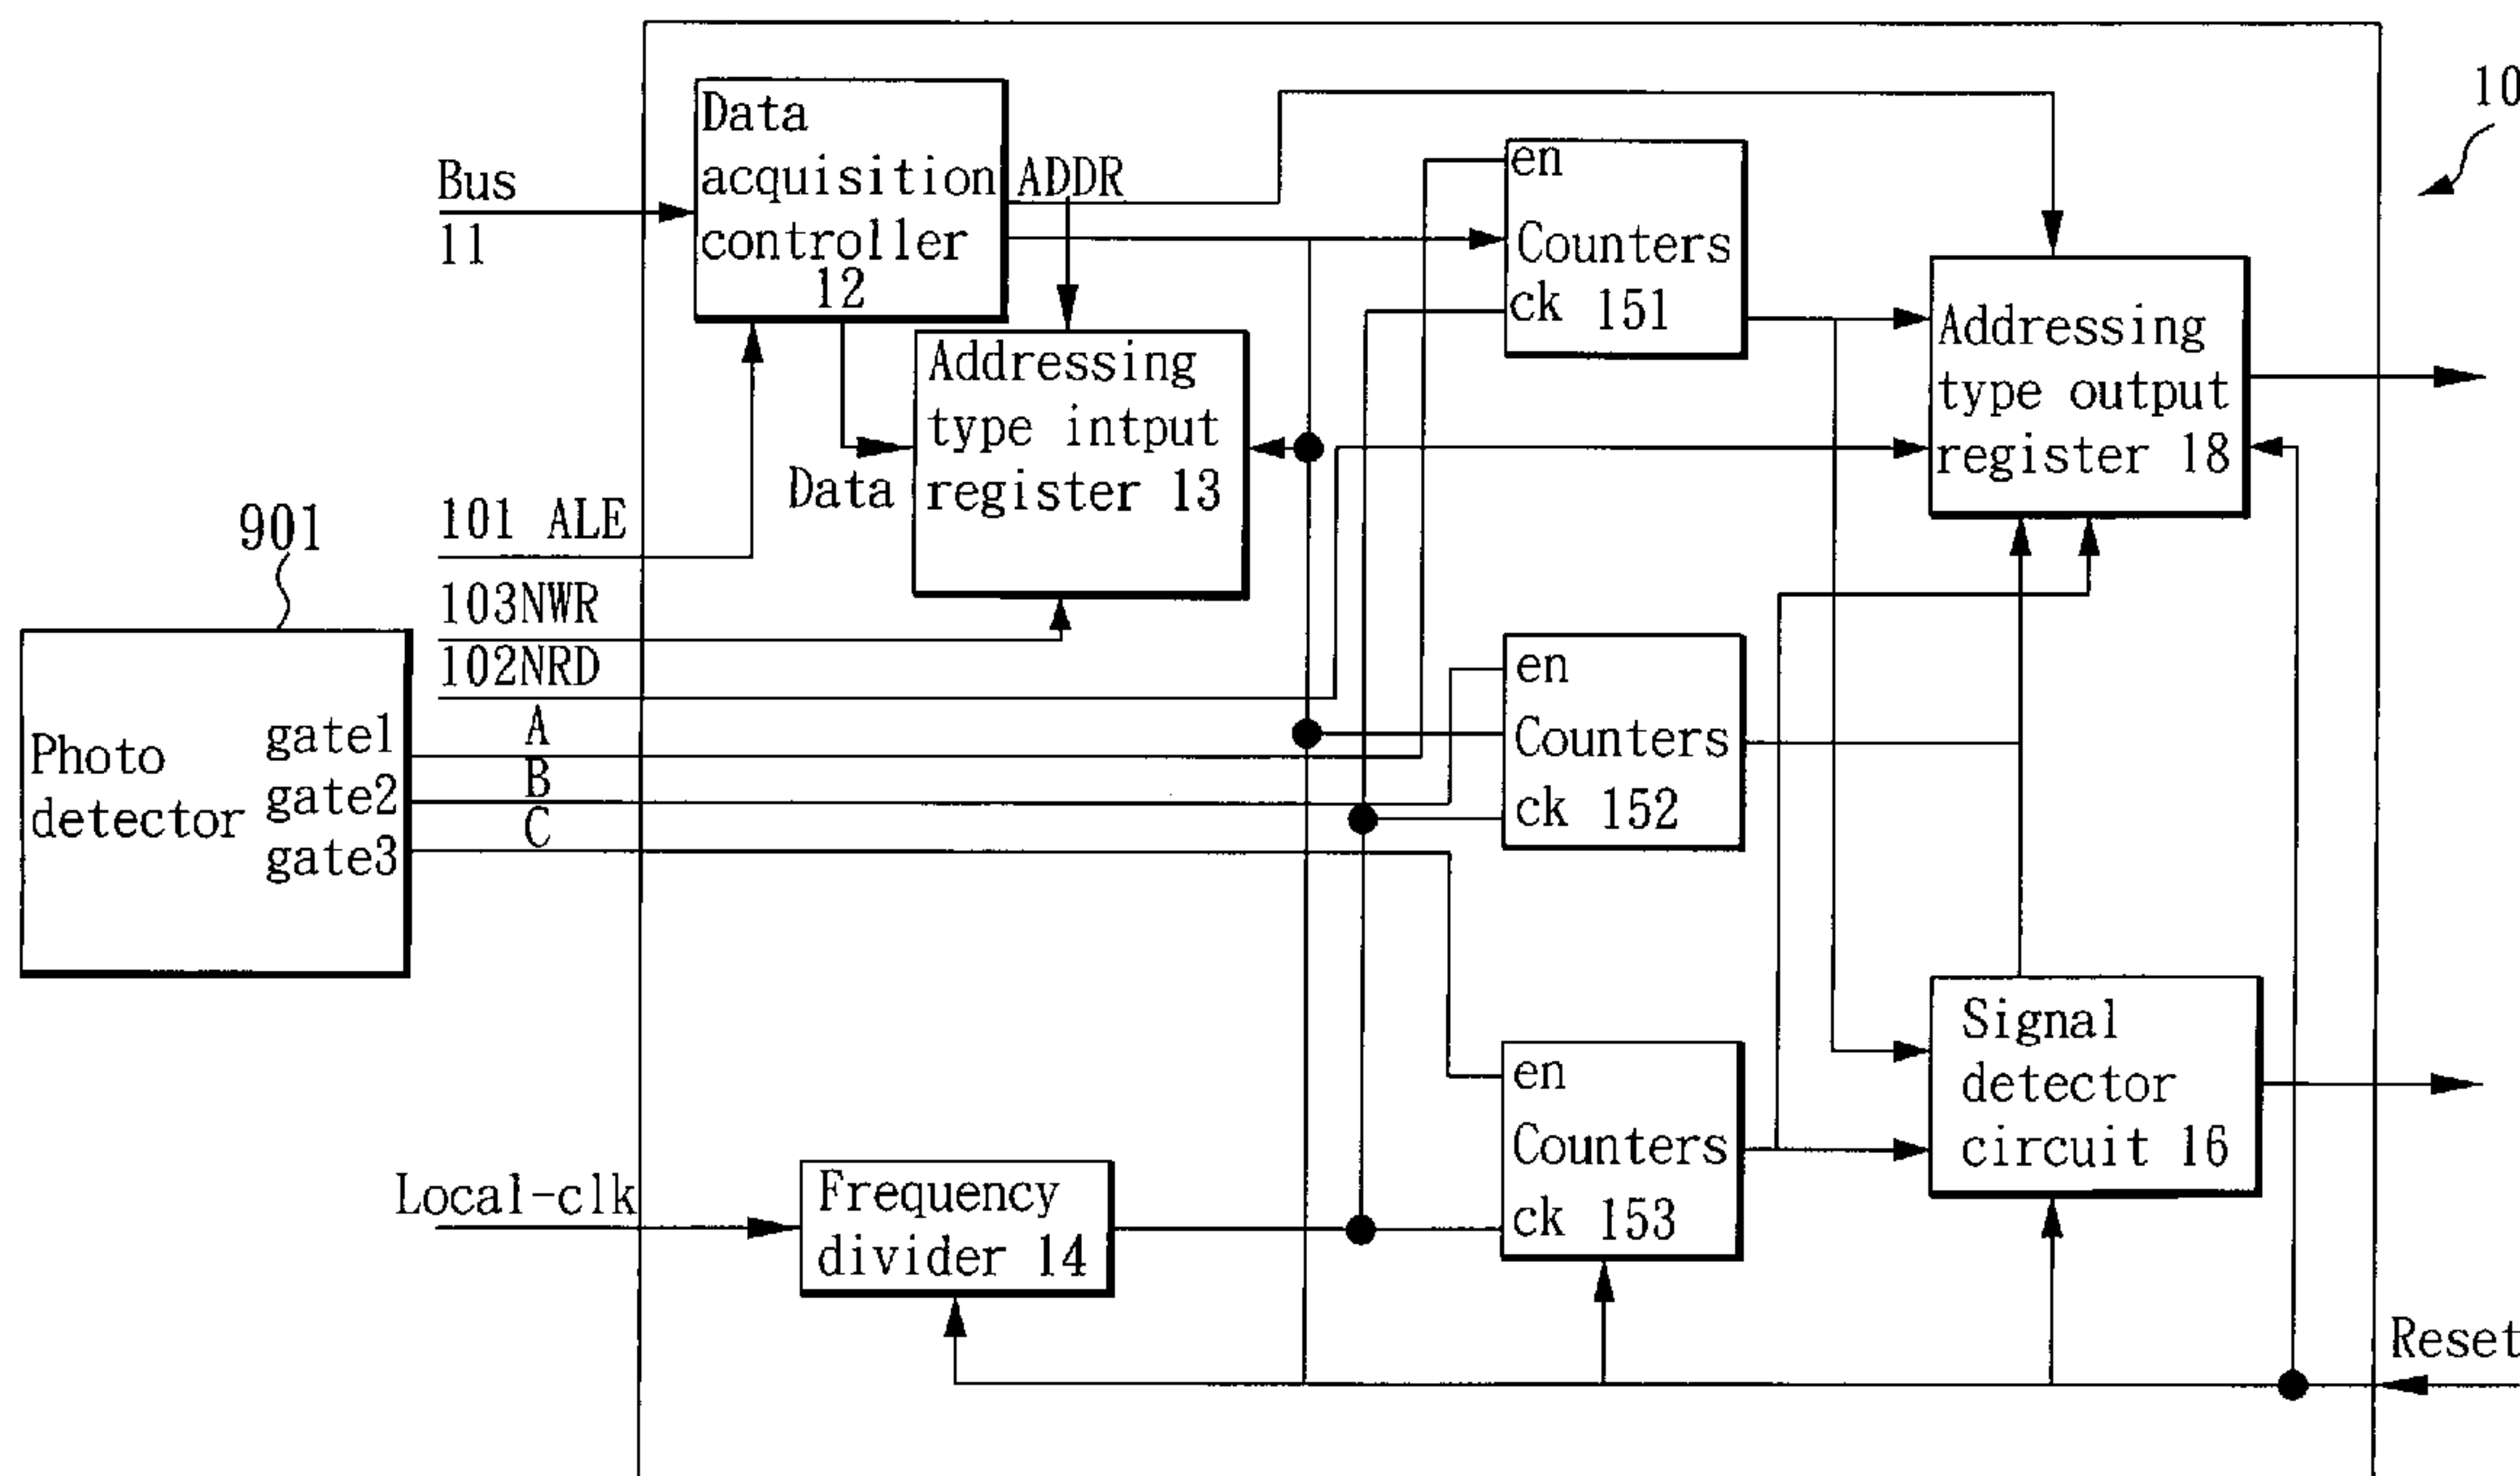 10
Data
acquisition
controller
12
ADDR
Bus
11
en
Counters
ck 151
Addressing
type output
register 18
Addressing
type intput
register 13
Data
101 ALE
103NWR
102NRD
901
Photo
detector
gate1
gate2
gate3
A
B
C
en
Counters
ck 152
Signal
detector
circuit 16
en
Counters
ck 153
Local-clk
Frequency
divider 14
Reset